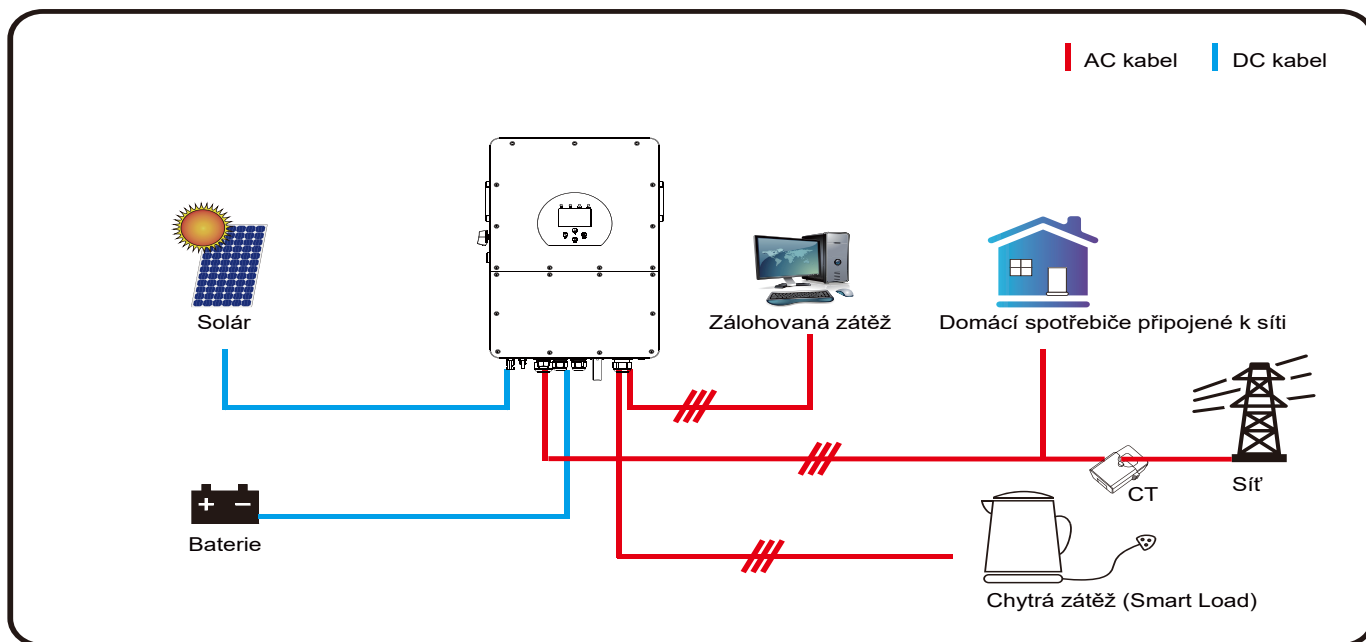 AC kabel
DC kabel
Solár
Zálohovaná zátěž
Domácí spotřebiče připojené k síti
Baterie
CT
Síť
Chytrá zátěž (Smart Load)